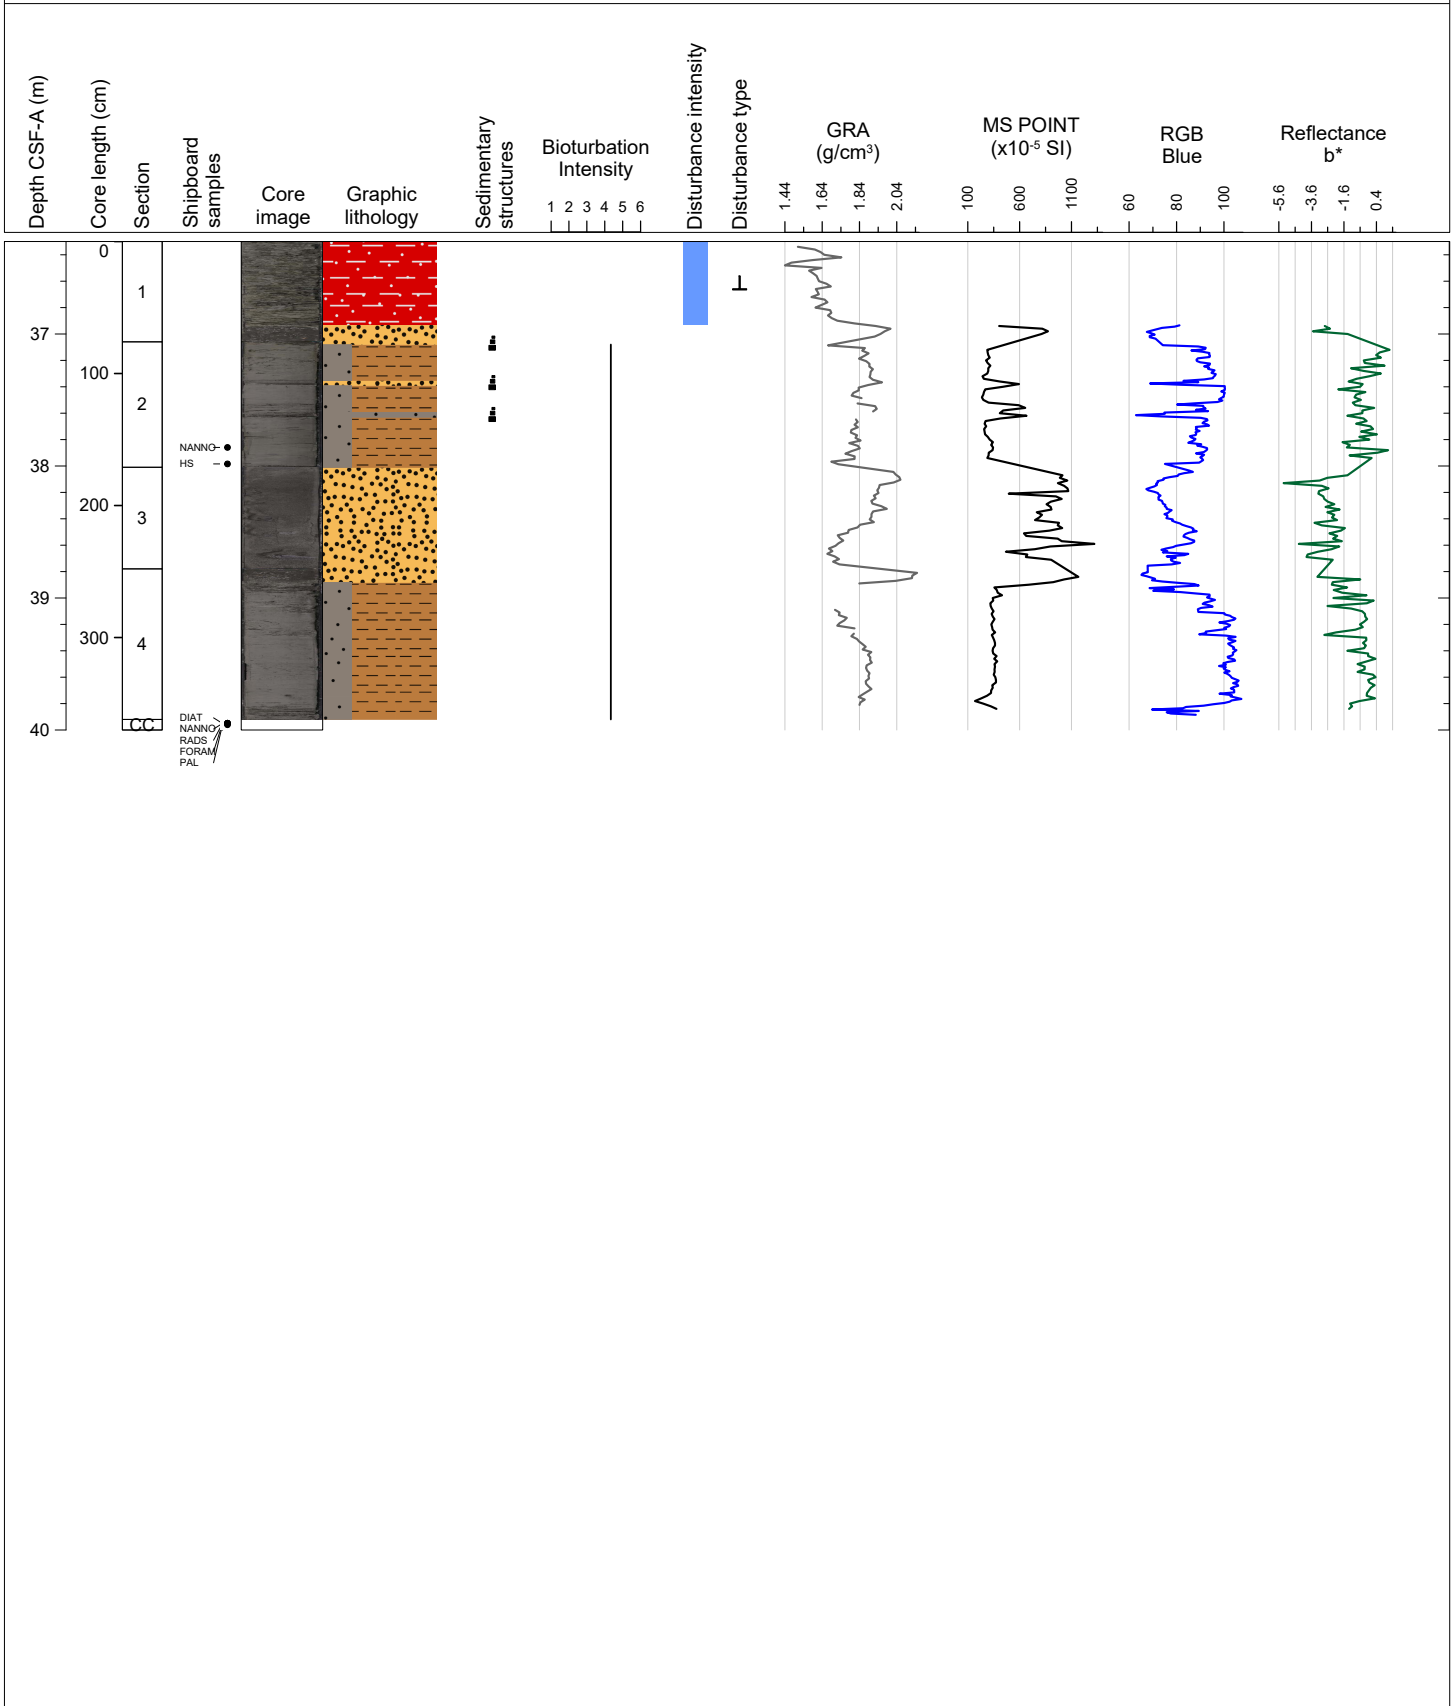 Depth CSF-A (m)
Core length (cm)
Section
Shipboard
samples
Core
image
Graphic
lithology
Sedimentary
structures
Bioturbation
Intensity
1 2 3 4 5 6
Disturbance intensity
Disturbance type
GRA
(g/cm³)
1.44 1.64 1.84 2.04
MS POINT
(x10⁻⁵ SI)
100 600 1100
RGB
Blue
60 80 100
Reflectance
b*
-5.6 -3.6 -1.6 0.4
0
1
37
100
2
NANNO
HS
38
200
3
39
300
4
DIAT
CC
NANNO
40
RADS
FORAM
PAL